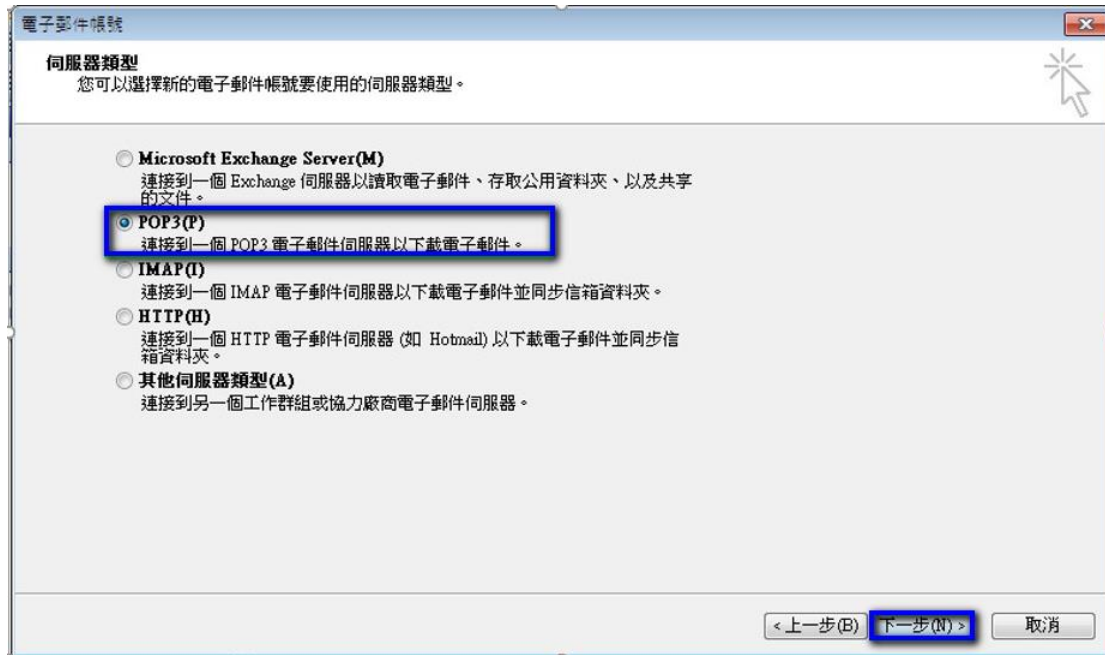 電子郵件帳號
伺服器類型
您可以選擇新的電子郵件帳號要使用的伺服器類型。
Microsoft Exchange Server(M)
連接到一個 Exchange 伺服器以讀取電子郵件、存取公用資料夾、以及共享
的文件。
POP3(P)
連接到一個 POP3 電子郵件伺服器以下載電子郵件。
IMAP(I)
連接到一個 IMAP 電子郵件伺服器以下載電子郵件並同步信箱資料夾。
HTTP(H)
連接到一個 HTTP 電子郵件伺服器 (如 Hotmail) 以下載電子郵件並同步信
箱資料夾。
其他伺服器類型(A)
連接到另一個工作群組或協力廠商電子郵件伺服器。
<上一步(B) 下一步(N)> 取消